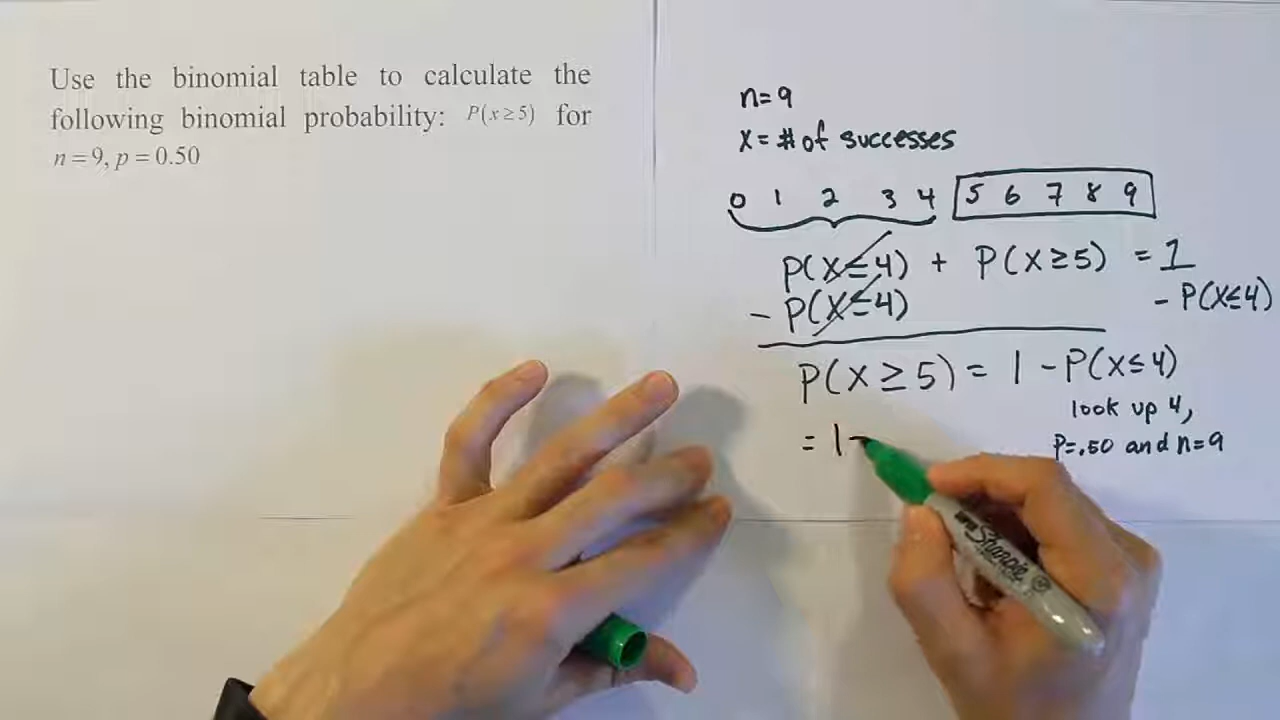 Use the binomial table to calculate the
following binomial probability: P(x≥5) for
n=9, p=0.50
n=9
x=# of successes
0 1 2 3 4 5 6 7 8 9
P(x≤4) + P(x≥5) =1
- P(x≤4) - P(x≤4)
P(x≥5) = 1-P(x≤4)
look up 4,
P=.50 and n=9
= 1-
Sharpie